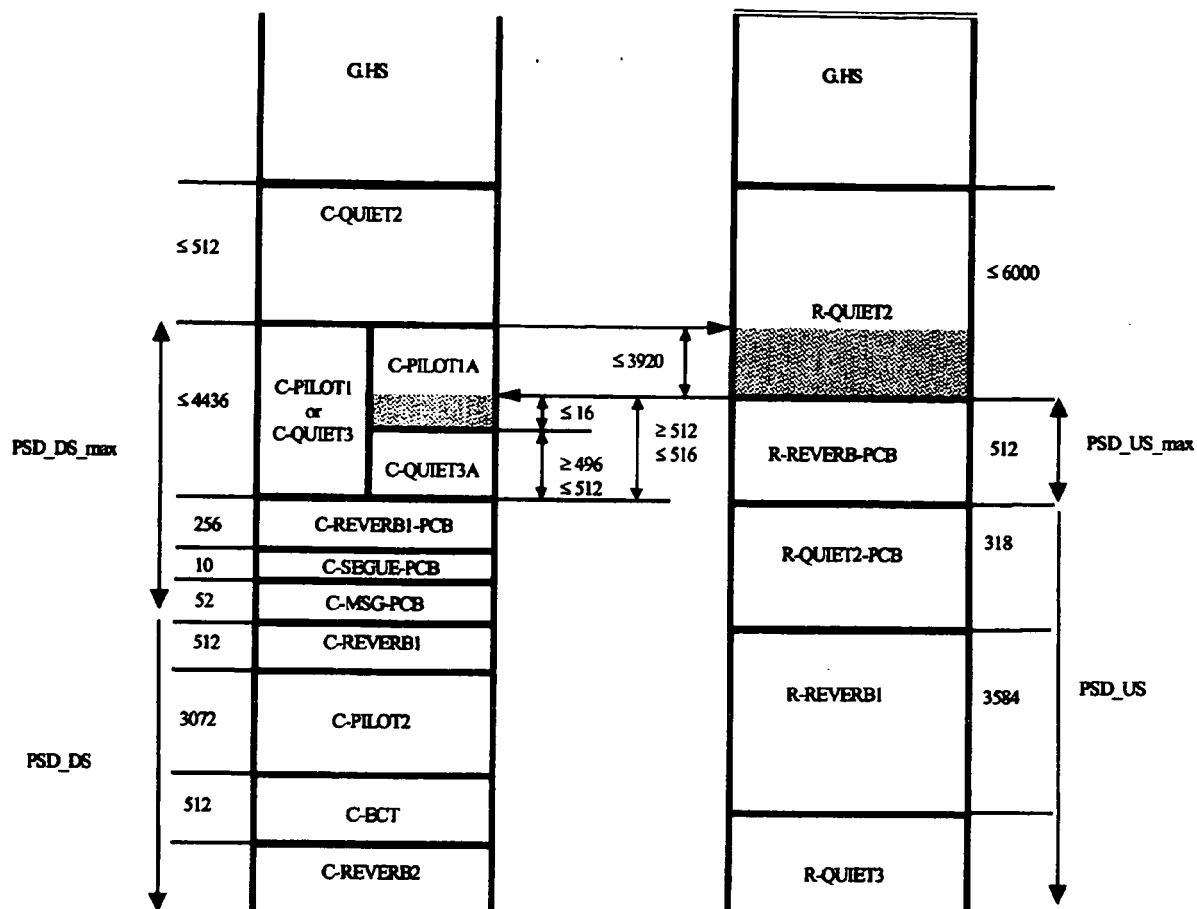 G.HS
G.HS
C-QUIET2
≤ 512
≤ 6000
R-QUIET2
C-PILOT1A
≤ 3920
C-PILOT1
or
C-QUIET3
≤ 4436
≤ 16
≥ 512
≤ 516
PSD_DS_max
R-REVERB-PCB
512
PSD_US_max
C-QUIET3A
≥ 496
≤ 512
256
C-REVERB1-PCB
318
10
C-SEGUE-PCB
R-QUIET2-PCB
52
C-MSG-PCB
512
C-REVERB1
R-REVERB1
3584
PSD_US
3072
C-PILOT2
PSD_DS
512
C-ECT
C-REVERB2
R-QUIET3